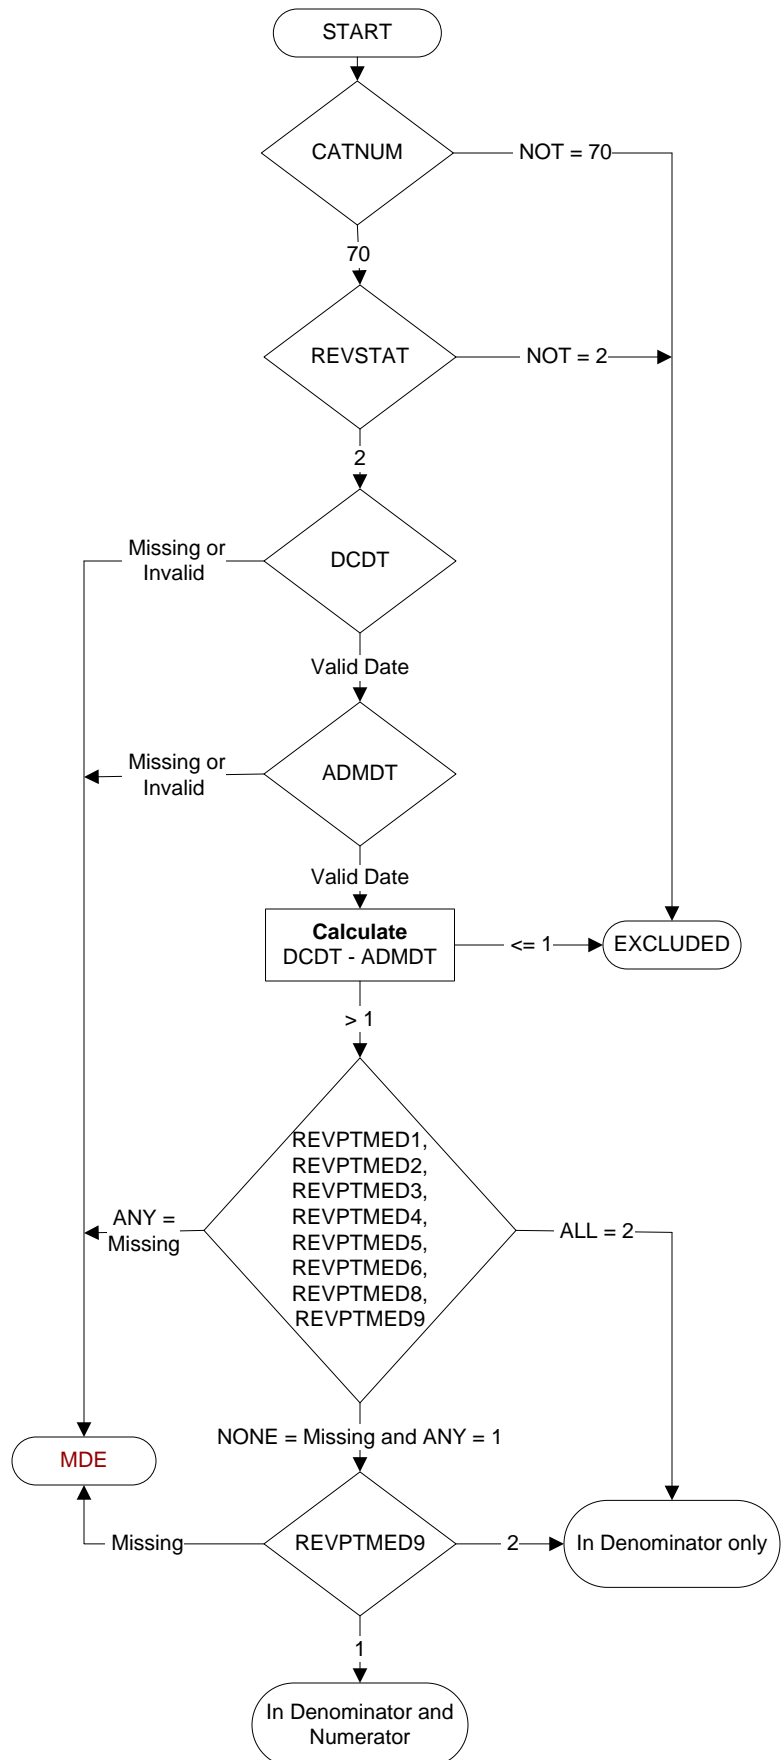 START
CATNUM
NOT = 70
70
REVSTAT
NOT = 2
2
Missing or
Invalid
DCDT
Valid Date
Missing or
Invalid
ADMDT
Valid Date
Calculate
DCDT - ADMDT
<= 1
EXCLUDED
> 1
REVPTMED1,
REVPTMED2,
REVPTMED3,
REVPTMED4,
REVPTMED5,
REVPTMED6,
REVPTMED8,
REVPTMED9
ANY =
Missing
ALL = 2
NONE = Missing and ANY = 1
MDE
Missing
REVPTMED9
2
In Denominator only
1
In Denominator and
Numerator